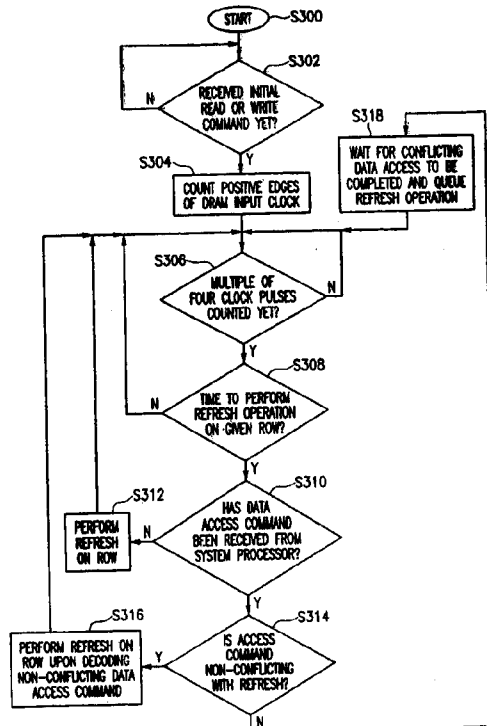 START
S300
S302
RECEIVED INITIAL
READ OR WRITE
COMMAND YET?
N
Y
S304
COUNT POSITIVE EDGES
OF DRAM INPUT CLOCK
S318
WAIT FOR CONFLICTING
DATA ACCESS TO BE
COMPLETED AND QUEUE
REFRESH OPERATION
S306
MULTIPLE OF
FOUR CLOCK PULSES
COUNTED YET?
N
Y
S308
TIME TO PERFORM
REFRESH OPERATION
ON GIVEN ROW?
N
Y
S310
HAS DATA
ACCESS COMMAND
BEEN RECEIVED FROM
SYSTEM PROCESSOR?
N
Y
S312
PERFORM
REFRESH
ON ROW
S314
IS ACCESS
COMMAND
NON-CONFLICTING
WITH REFRESH?
Y
N
S316
PERFORM REFRESH ON
ROW UPON DECODING
NON-CONFLICTING DATA
ACCESS COMMAND